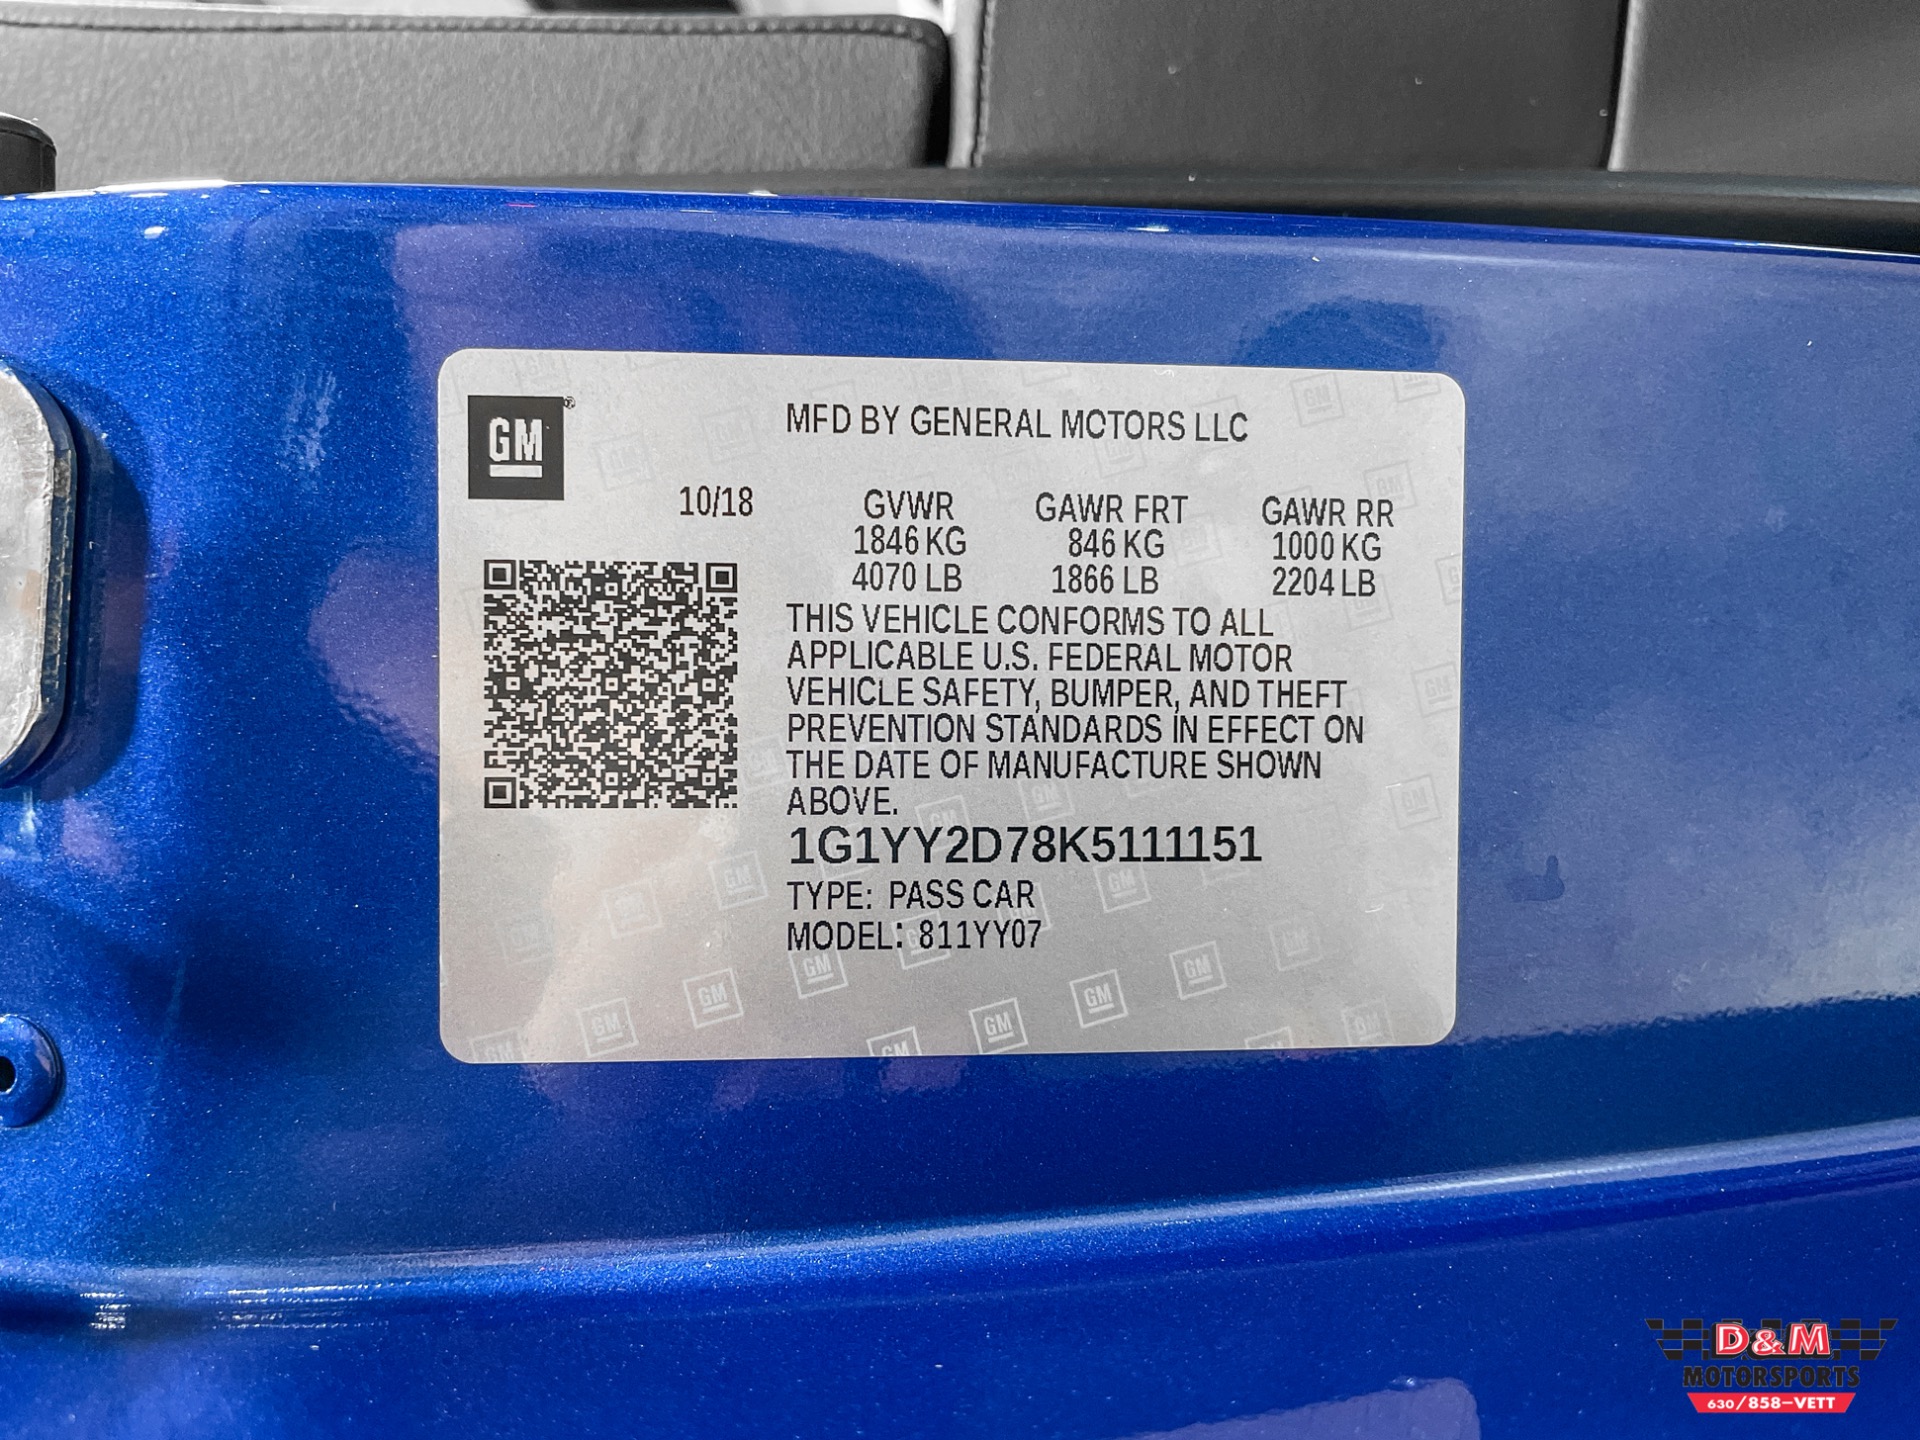 GM
MFD BY GENERAL MOTORS LLC
10/18 GVWR GAWR FRT GAWR RR
1846 KG 846 KG 1000 KG
4070 LB 1866 LB 2204 LB
THIS VEHICLE CONFORMS TO ALL
APPLICABLE U.S. FEDERAL MOTOR
VEHICLE SAFETY, BUMPER, AND THEFT
PREVENTION STANDARDS IN EFFECT ON
THE DATE OF MANUFACTURE SHOWN
ABOVE.
1G1YY2D78K5111151
TYPE: PASS CAR
MODEL: 811YY07
D&M
MOTORSPORTS
630/858-VETT